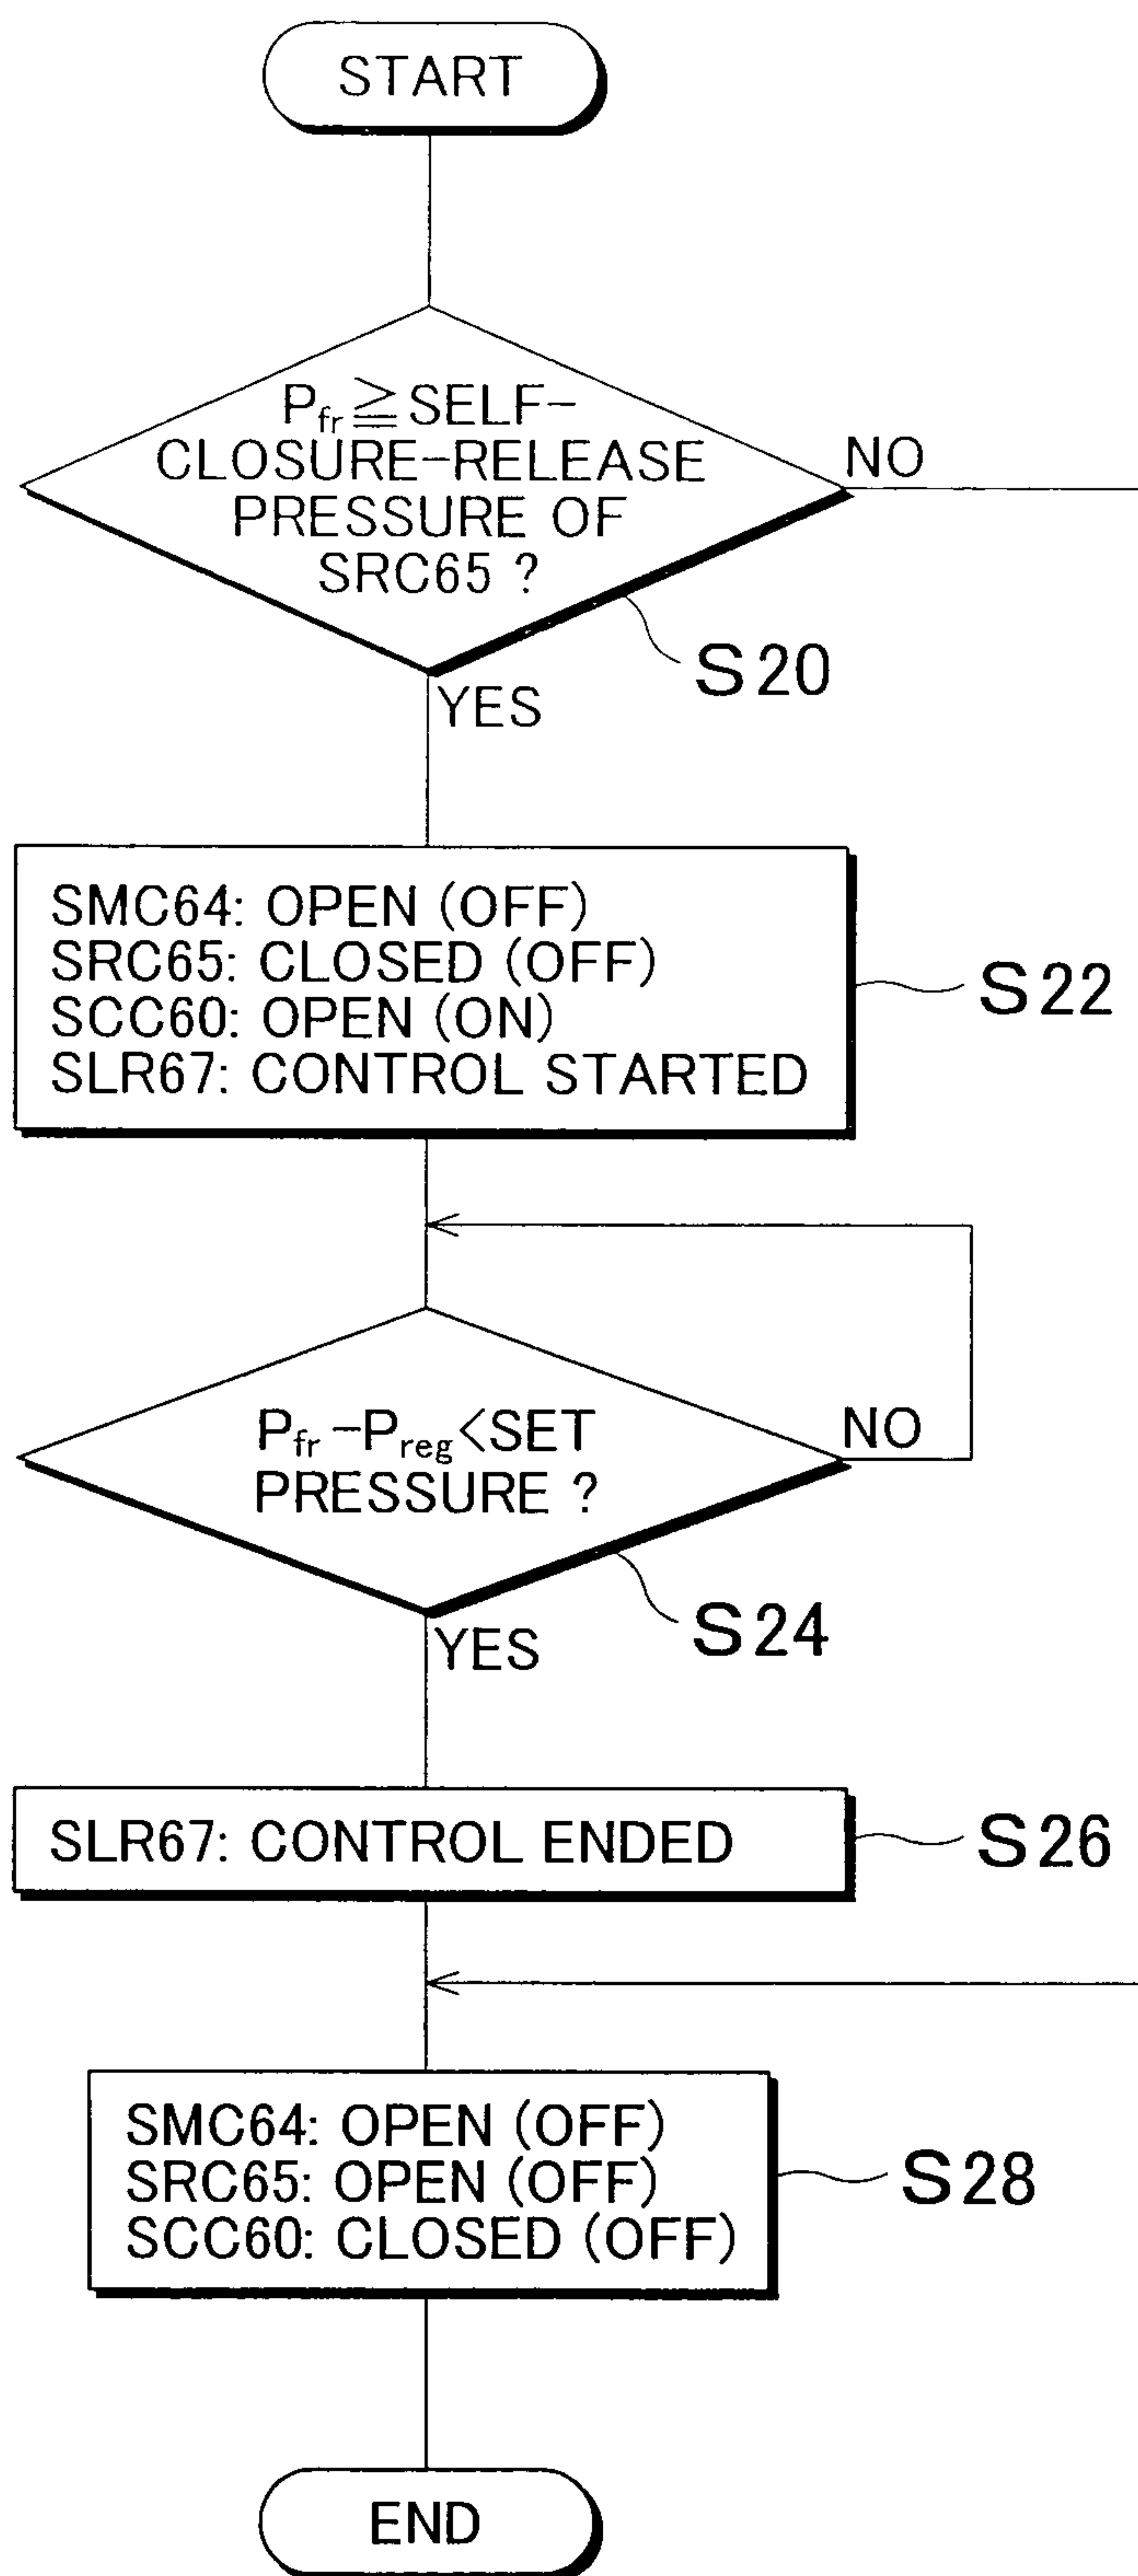 START
Pfr≧SELF-
CLOSURE-RELEASE
PRESSURE OF
SRC65 ?
NO
S20
YES
SMC64: OPEN (OFF)
SRC65: CLOSED (OFF)
SCC60: OPEN (ON)
SLR67: CONTROL STARTED
S22
Pfr-Preg<SET
PRESSURE ?
NO
S24
YES
SLR67: CONTROL ENDED
S26
SMC64: OPEN (OFF)
SRC65: OPEN (OFF)
SCC60: CLOSED (OFF)
S28
END